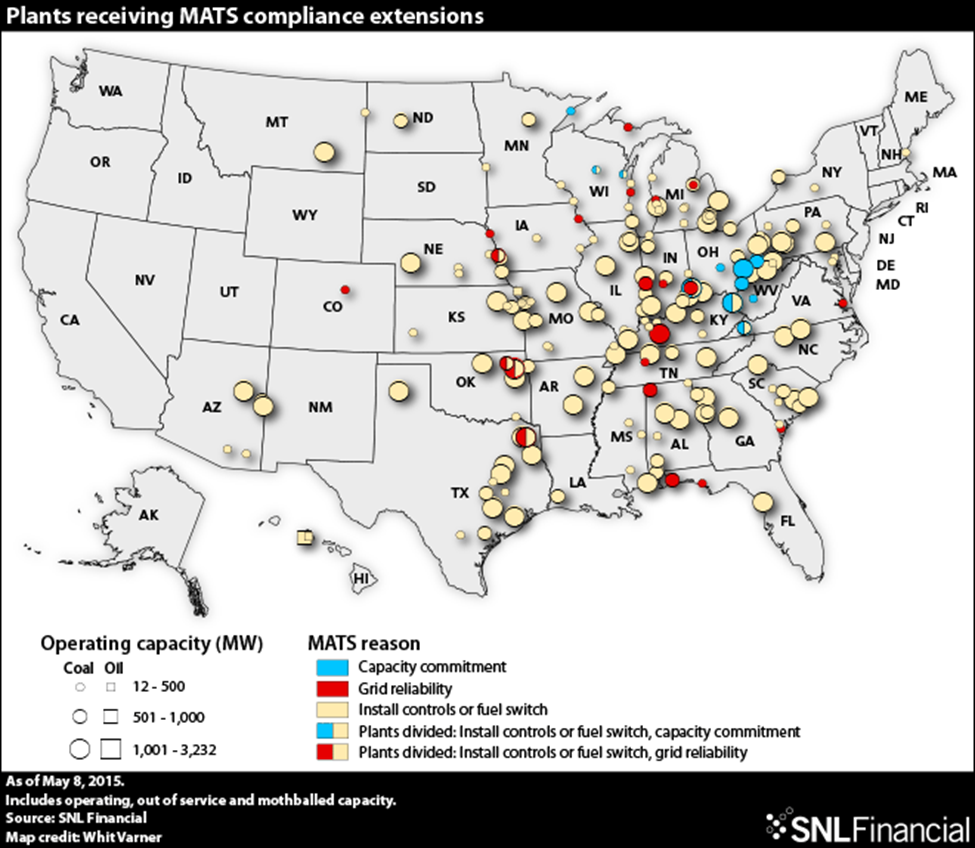 Plants receiving MATS compliance extensions
WA
MT
ND
MN
ME
VT
NH
OR
ID
SD
WI
MI
NY
MA
WY
RI
CT
IA
PA
NE
NJ
OH
IN
DE
NV
UT
IL
MD
WV
CO
VA
CA
KS
MO
KY
NC
TN
OK
AR
SC
AZ
NM
MS
AL
GA
TX
LA
AK
FL
HI
Operating capacity (MW)
Coal Oil
12 - 500
501 - 1,000
1,001 - 3,232
MATS reason
Capacity commitment
Grid reliability
Install controls or fuel switch
Plants divided: Install controls or fuel switch, capacity commitment
Plants divided: Install controls or fuel switch, grid reliability
As of May 8, 2015.
Includes operating, out of service and mothballed capacity.
Source: SNL Financial
Map credit: Whit Varner
SNLFinancial